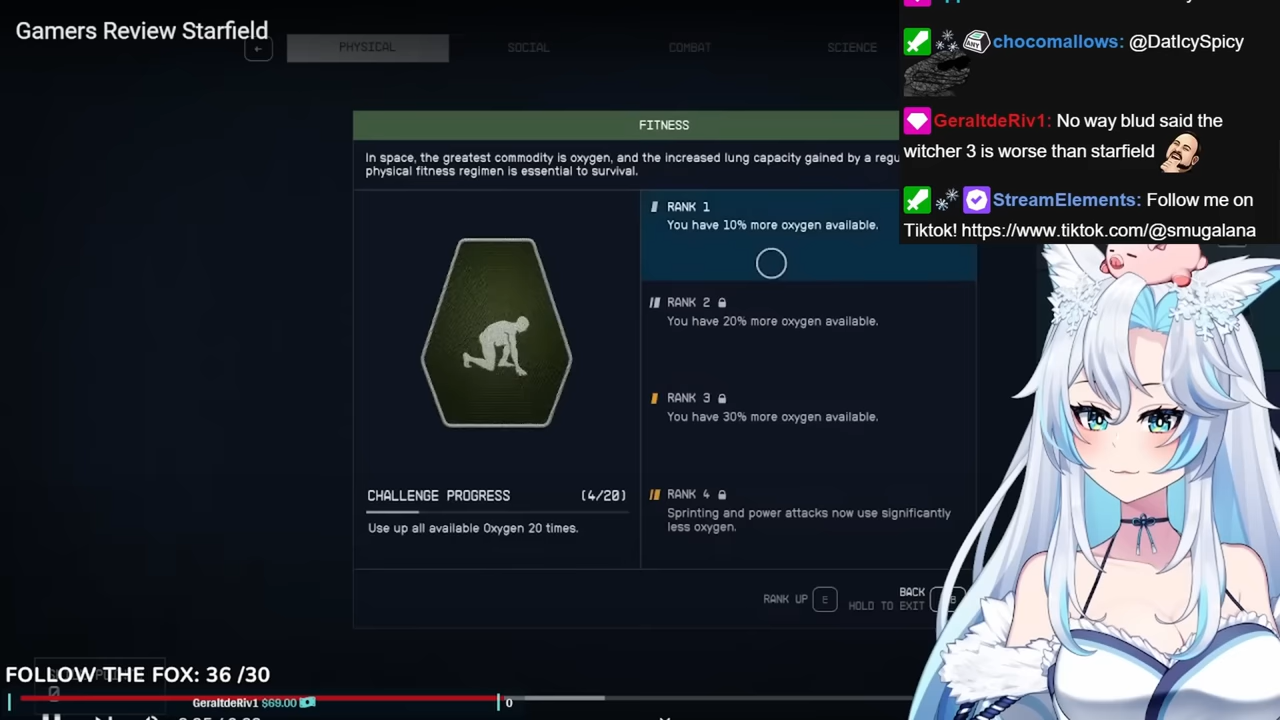 Gamers Review Starfield
PHYSICAL
SOCIAL
COMBAT
SCIENCE
chocomallows: @DatIcySpicy
GeraltdeRiv1: No way blud said the
witcher 3 is worse than starfield
StreamElements: Follow me on
Tiktok! https://www.tiktok.com/@smugalana
FITNESS
In space, the greatest commodity is oxygen, and the increased lung capacity gained by a
physical fitness regimen is essential to survival.
RANK 1
You have 10% more oxygen available.
RANK 2
You have 20% more oxygen available.
RANK 3
You have 30% more oxygen available.
RANK 4
Sprinting and power attacks now use significantly
less oxygen.
CHALLENGE PROGRESS (4/20)
Use up all available Oxygen 20 times.
RANK UP E
BACK
HOLD TO EXIT
FOLLOW THE FOX: 36 /30
GeraltdeRiv1 $69.00
0